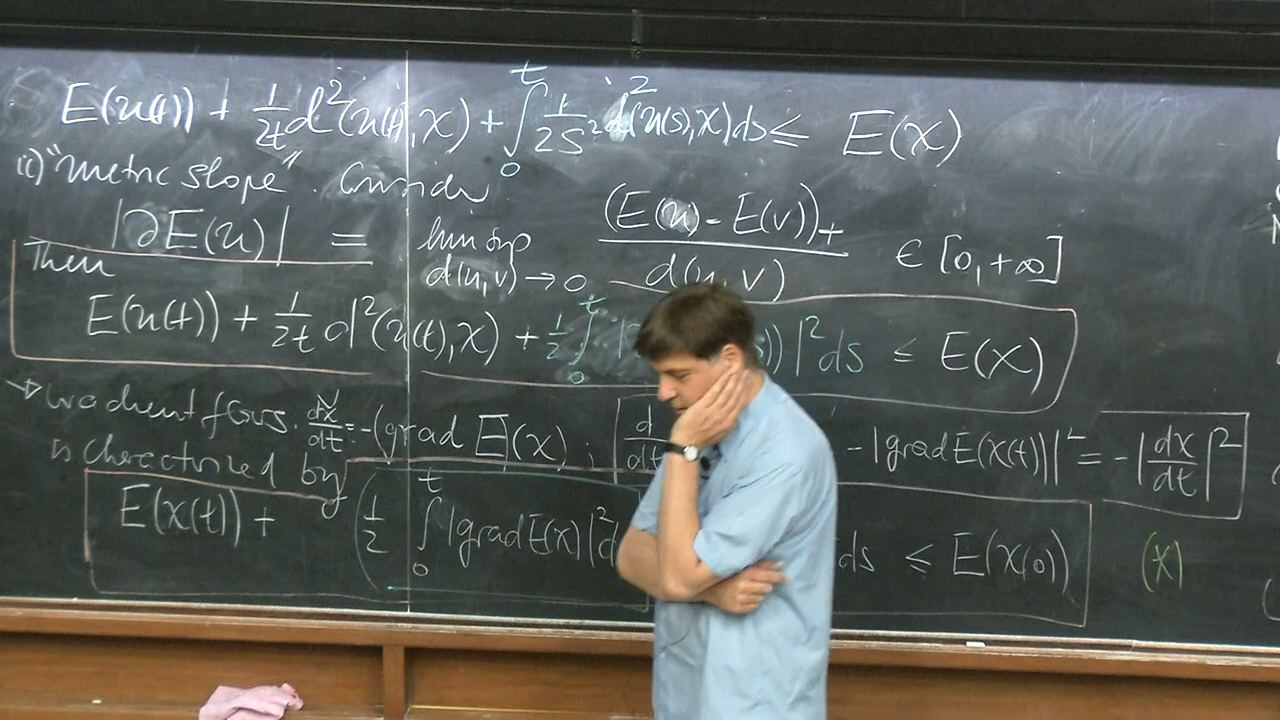 E(u(t)) + 1/2t d²(u(t), x) + ∫₀ᵗ 1/2s² d²(u(s), x) ds ≤ E(x)
ii) "metric slope". Consider
|∂E(u)| = lim sup d(u,v)→0 (E(u) - E(v))₊ / d(u,v) ∈ [0,+∞]
Then
E(u(t)) + 1/2t d²(u(t), x) + 1/2 ∫₀ᵗ | s))|² ds ≤ E(x)
→ Gradient flows. dx/dt = -(grad E)(x) ; d/dt - |grad E(x(t))|² = -|dx/dt|²
is characterized by
E(x(t)) + ( 1/2 ∫₀ᵗ |grad E(x)|² d ds ≤ E(x(0)) (*)